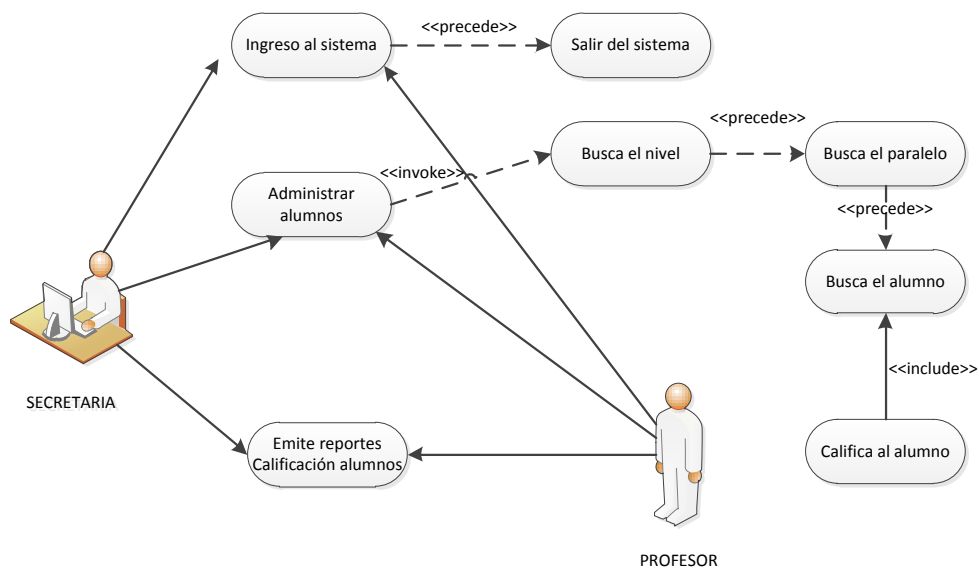 Ingreso al sistema
<<precede>>
Salir del sistema
<<precede>>
Busca el nivel
Busca el paralelo
<<invoke>>
Administrar
alumnos
<<precede>>
Busca el alumno
<<include>>
SECRETARIA
Emite reportes
Calificación alumnos
Califica al alumno
PROFESOR